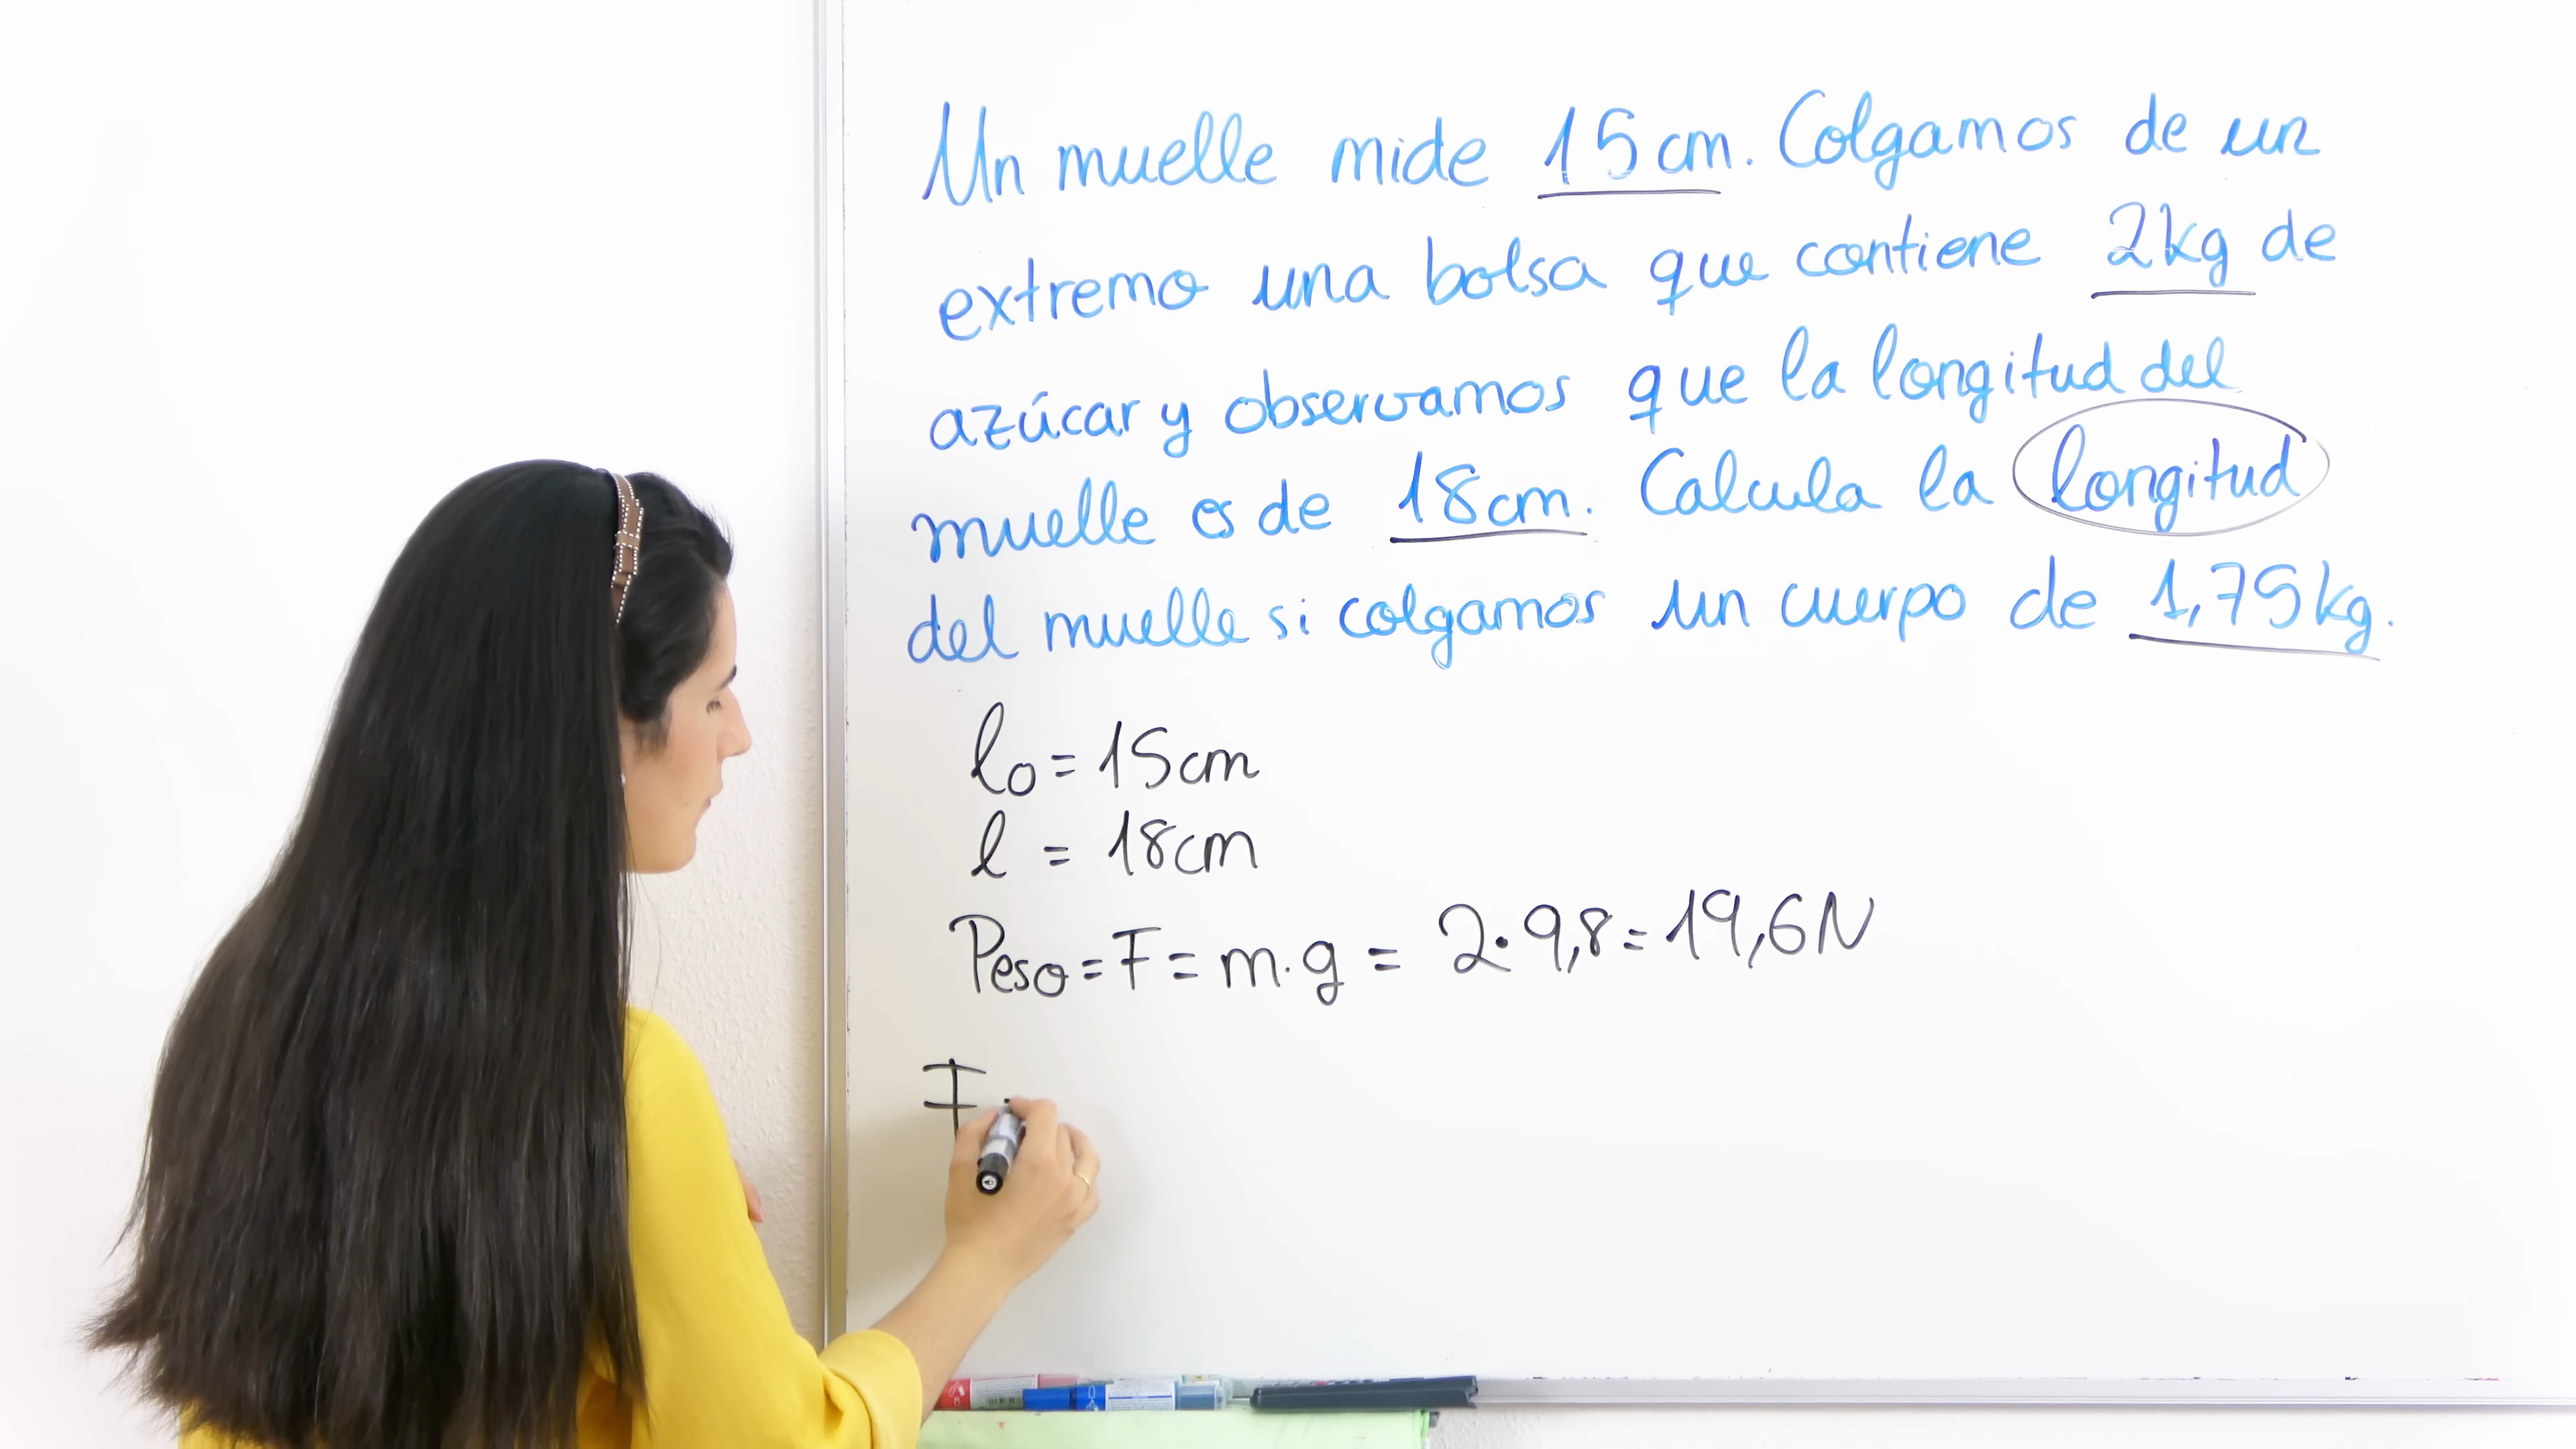 Un muelle mide 15cm. Colgamos de un
extremo una bolsa que contiene 2kg de
azúcar y observamos que la longitud del
muelle es de 18cm. Calcula la longitud
del muelle si colgamos un cuerpo de 1,75kg.
l₀ = 15cm
l = 18cm
Peso = F = m·g = 2·9,8 = 19,6N
F